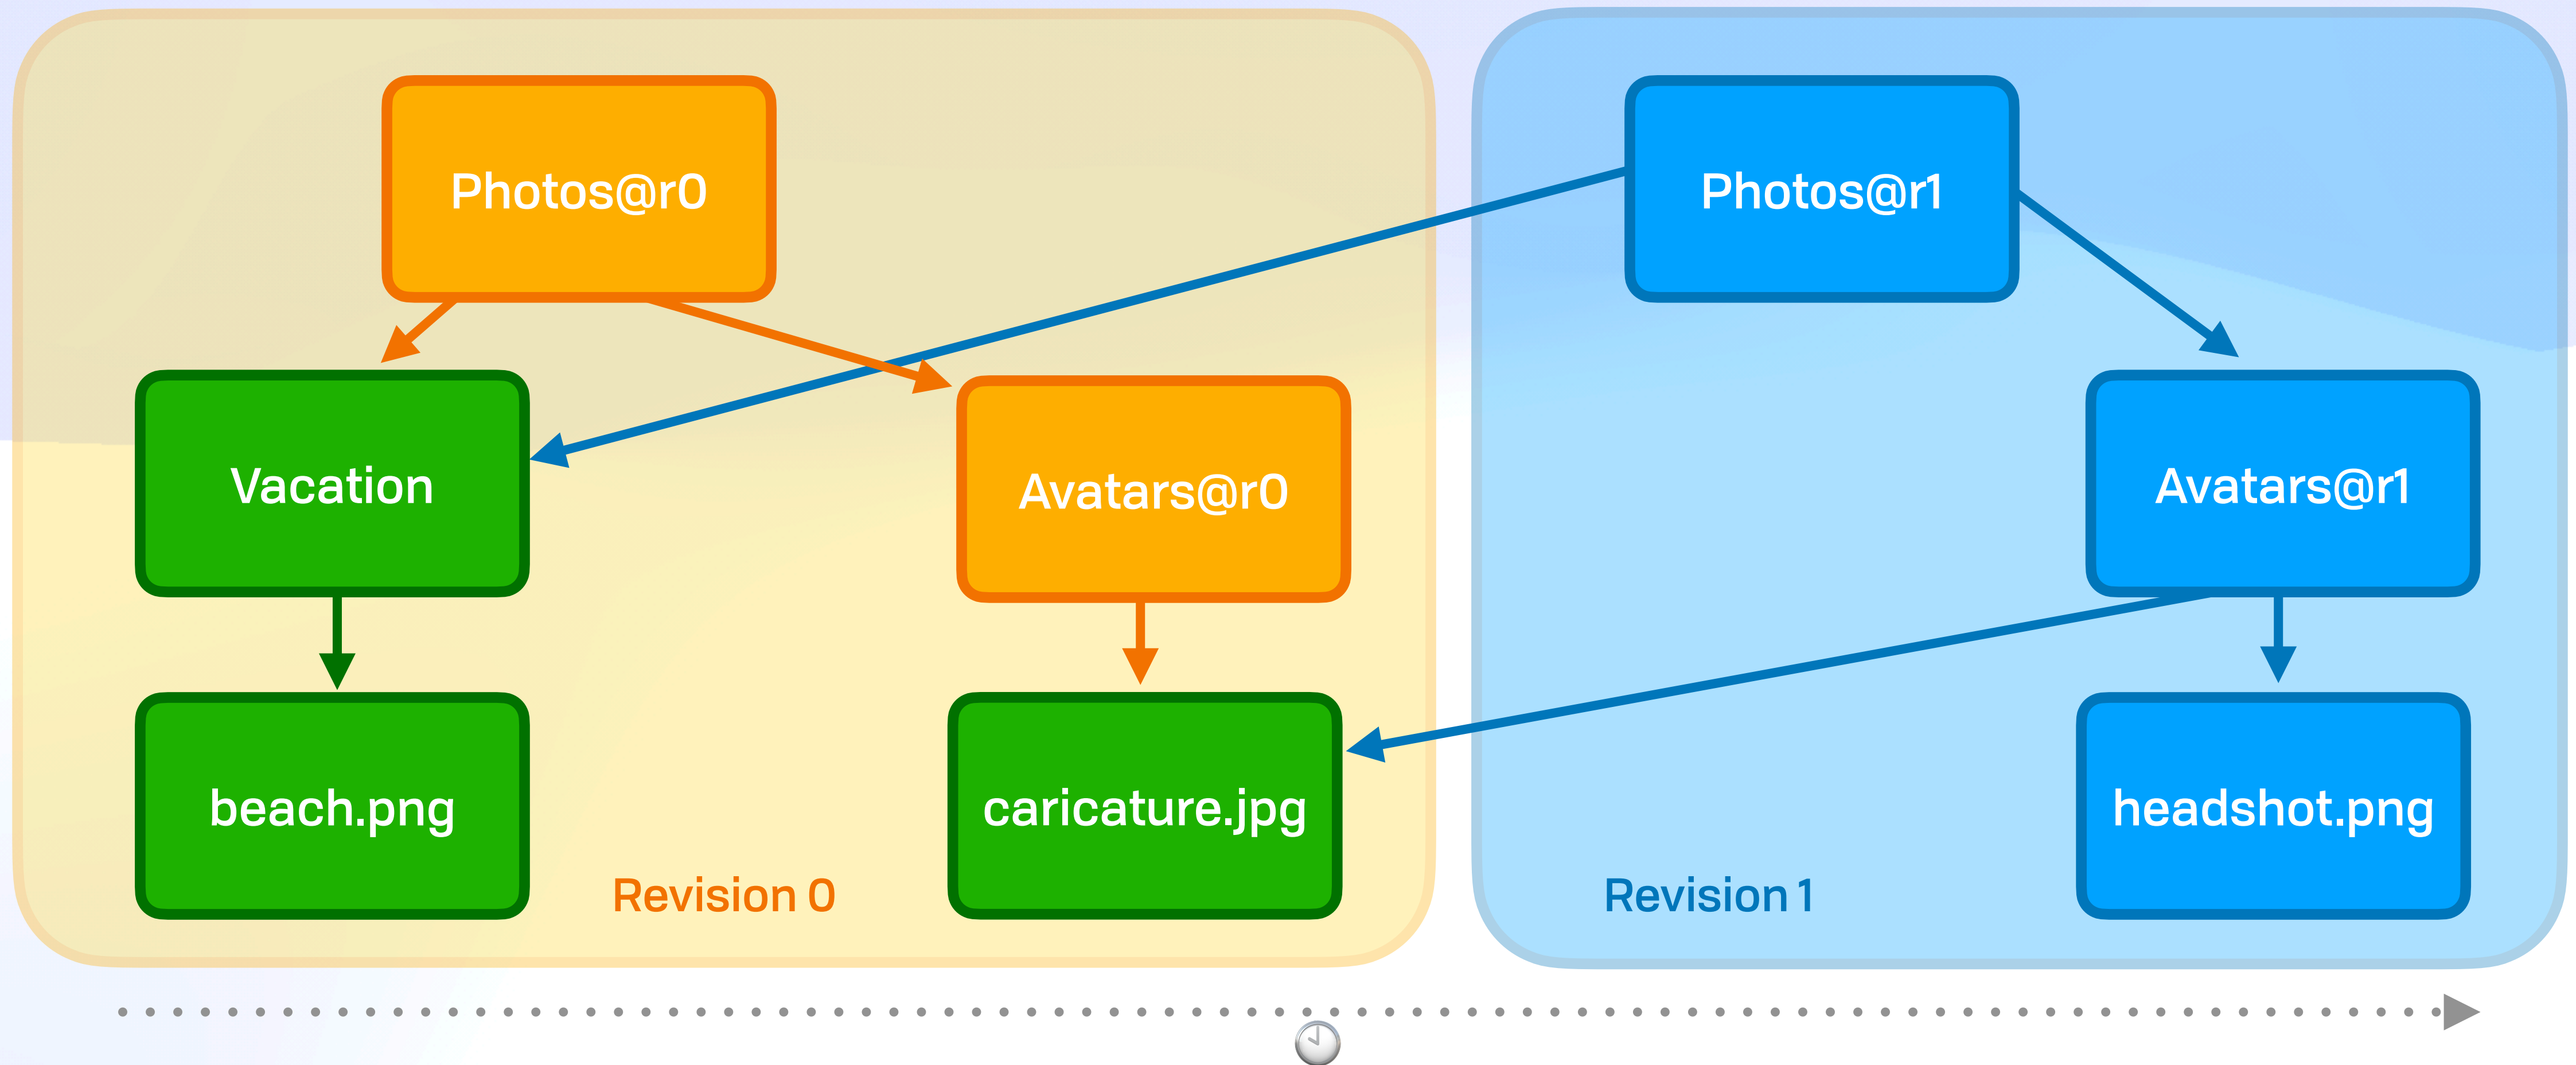 Photos@r0
Photos@r1
Vacation
Avatars@r0
Avatars@r1
beach.png
caricature.jpg
headshot.png
Revision 0
Revision 1